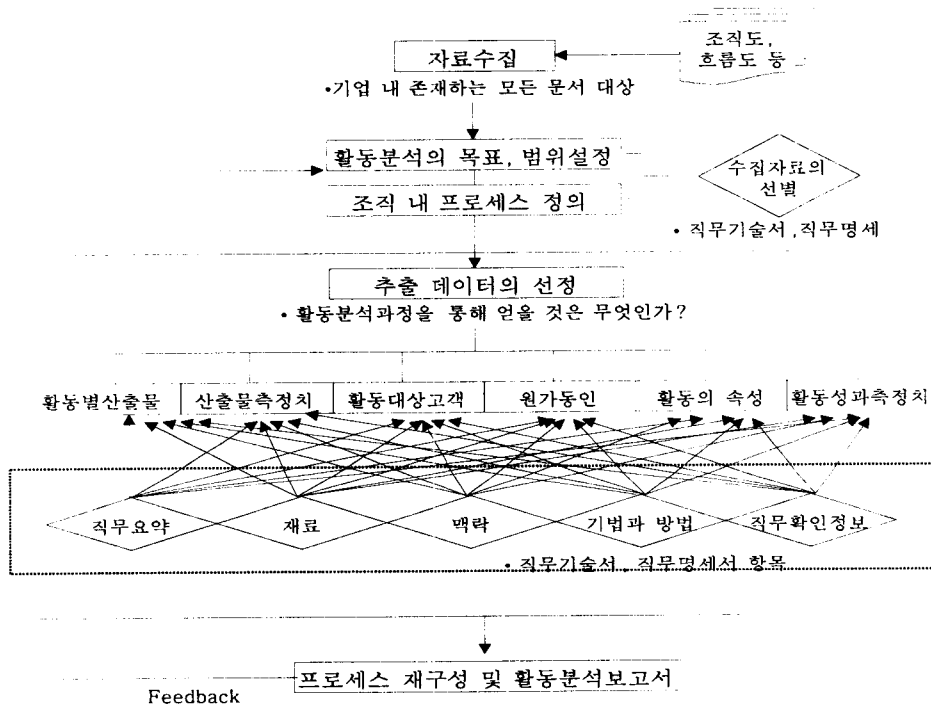 조직도,
흐름도 등
자료수집
•기업 내 존재하는 모든 문서 대상
활동분석의 목표, 범위설정
수집자료의
선별
조직 내 프로세스 정의
• 직무기술서, 직무명세
추출 데이터의 선정
• 활동분석과정을 통해 얻을 것은 무엇인가?
활동별산출물 산출물측정치 활동대상고객 원가동인 활동의 속성 활동성과측정치
직무요약 재료 맥락 기법과 방법 직무확인정보
• 직무기술서, 직무명세서 항목
프로세스 재구성 및 활동분석보고서
Feedback